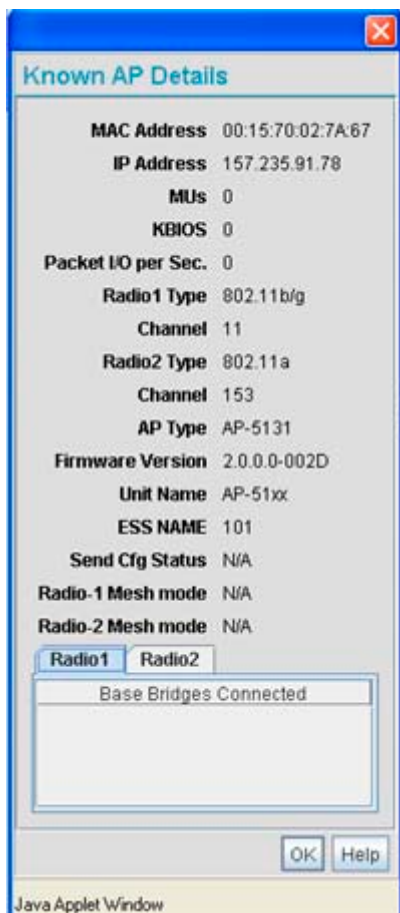 Known AP Details
MAC Address 00:15:70:02:7A:67
IP Address 157.235.91.78
MUs 0
KBIOS 0
Packet I/O per Sec. 0
Radio1 Type 802.11b/g
Channel 11
Radio2 Type 802.11a
Channel 153
AP Type AP-5131
Firmware Version 2.0.0.0-002D
Unit Name AP-51xx
ESS NAME 101
Send Cfg Status N/A
Radio-1 Mesh mode N/A
Radio-2 Mesh mode N/A
Radio1 Radio2
Base Bridges Connected
OK Help
Java Applet Window